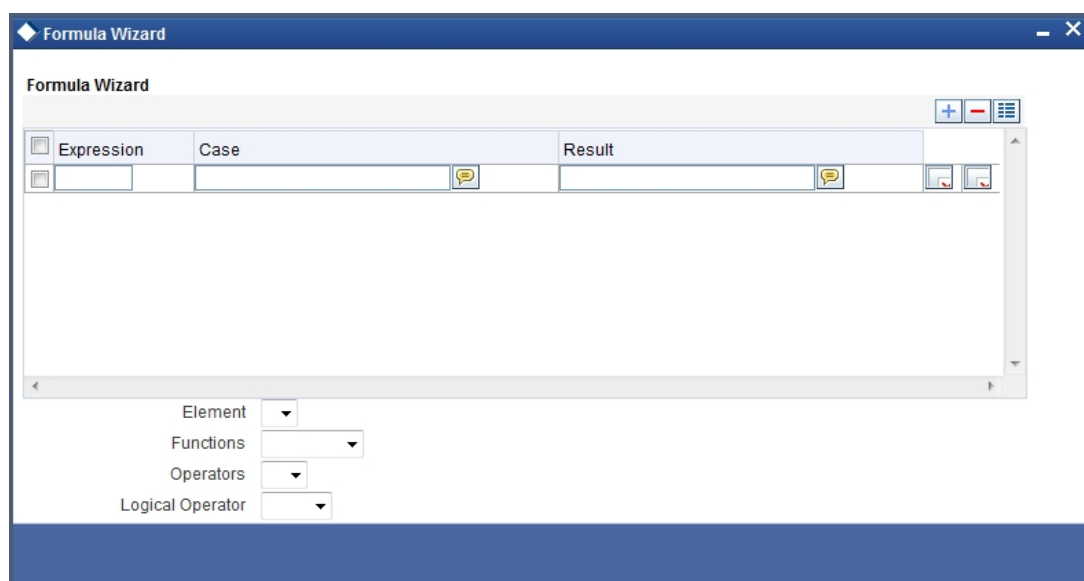 Formula Wizard
Formula Wizard
Expression Case Result
Element
Functions
Operators
Logical Operator